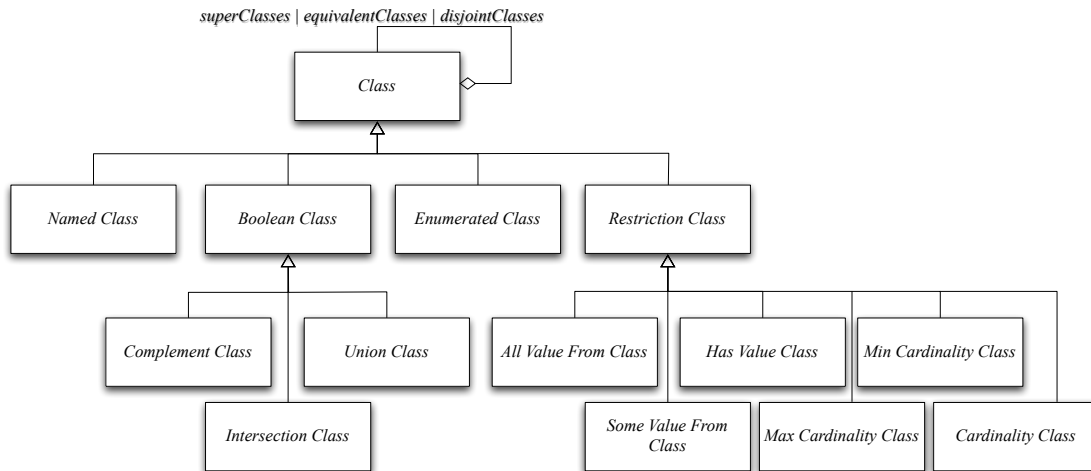 superClasses | equivalentClasses | disjointClasses
Class
Named Class
Boolean Class
Enumerated Class
Restriction Class
Complement Class
Union Class
All Value From Class
Has Value Class
Min Cardinality Class
Intersection Class
Some Value From
Class
Max Cardinality Class
Cardinality Class